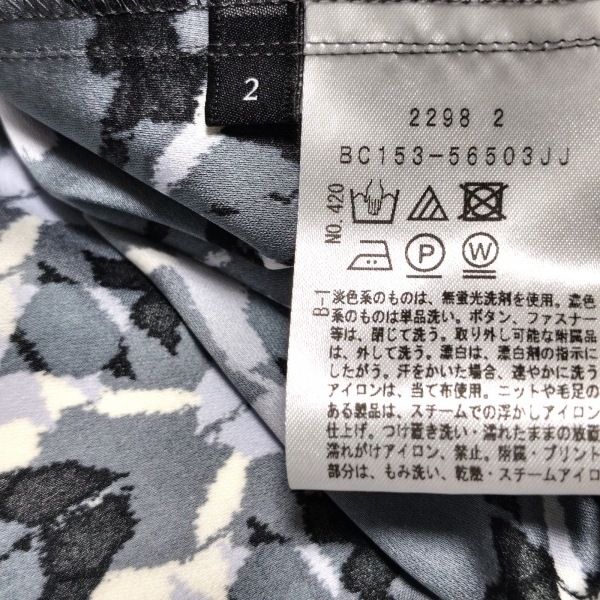 2
2298 2
BC153-56503JJ
NO.420
P
W
B-1
淡色系のものは、無蛍光洗剤を使用。濃色
系のものは単品洗い。ボタン、ファスナー
等は、閉じて洗う。取り外し可能な附属品
は、外して洗う。漂白は、漂白剤の指示に
したがう。汗をかいた場合、速やかに洗う
アイロンは、当て布使用。ニットや毛足の
ある製品は、スチームでの浮かしアイロン
仕上げ。つけ置き洗い・濡れたままの放置
濡れがけアイロン、禁止。附属・プリント
部分は、もみ洗い、乾熱・スチームアイロ